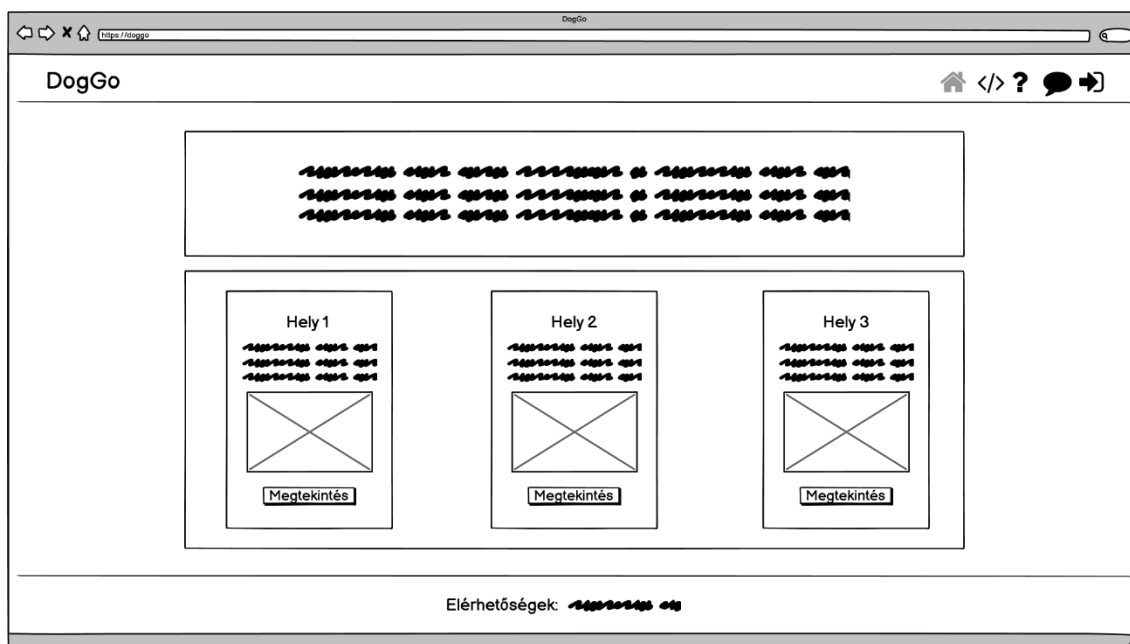 DogGo
https://doggo
DogGo
</> ?
Hely 1
Hely 2
Hely 3
Megtekintés
Megtekintés
Megtekintés
Elérhetőségek: